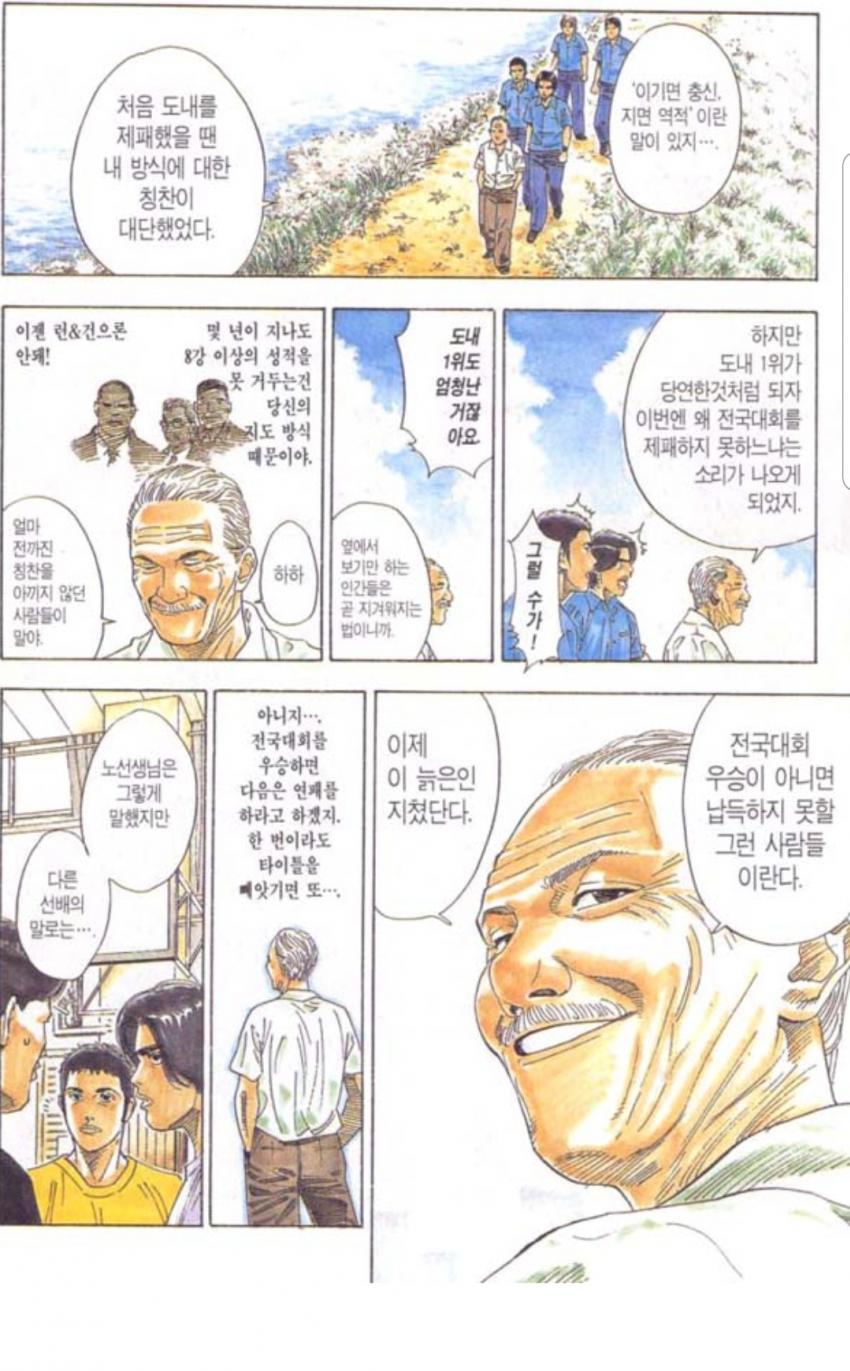 '이기면 충신,
지면 역적' 이란
말이 있지….
처음 도내를
제패했을 땐
내 방식에 대한
칭찬이
대단했었다.
하지만
도내 1위가
당연한것처럼 되자
이번엔 왜 전국대회를
제패하지 못하느냐는
소리가 나오게
되었지.
그럴 수가!
도내
1위도
엄청난
거잖
아요.
옆에서
보기만 하는
인간들은
곧 지겨워지는
법이니까.
몇 년이 지나도
8강 이상의 성적을
못 거두는건
당신의
지도 방식
때문이야.
이젠 런&건으론
안돼!
하하
얼마
전까진
칭찬을
아끼지 않던
사람들이
말야.
전국대회
우승이 아니면
납득하지 못할
그런 사람들
이란다.
이제
이 늙은인
지쳤단다.
아니지….
전국대회를
우승하면
다음은 연패를
하라고 하겠지.
한 번이라도
타이틀을
빼앗기면 또….
노선생님은
그렇게
말했지만
다른
선배의
말로는….